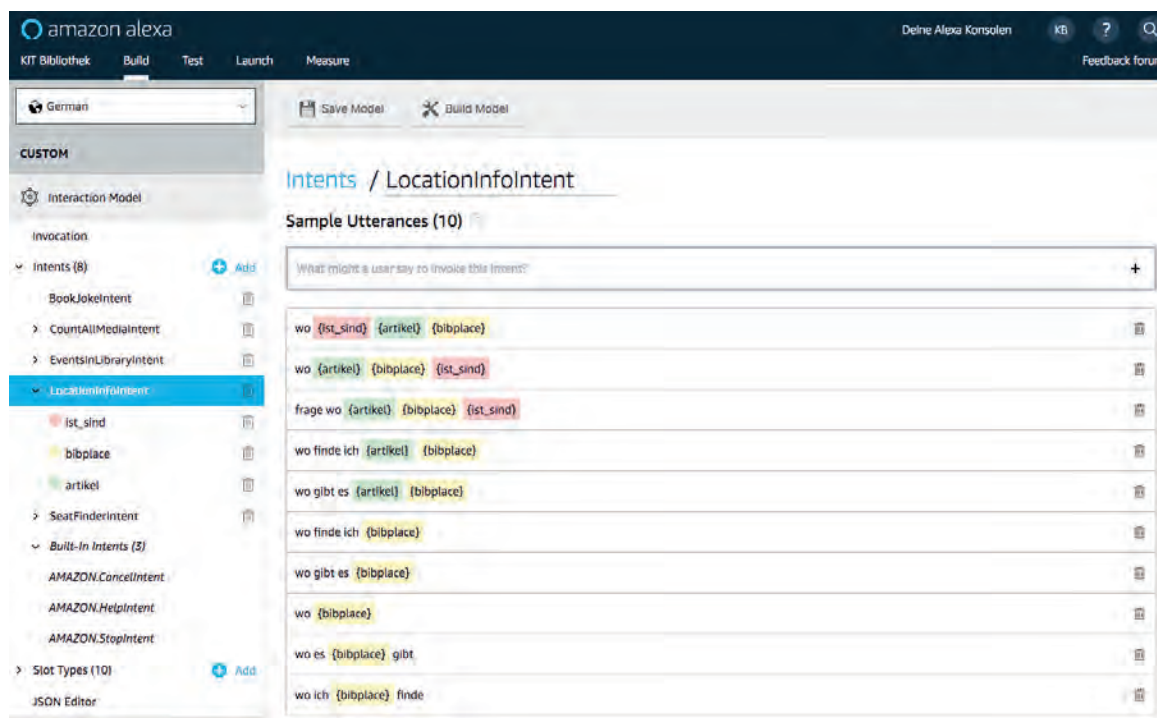 amazon alexa
Deine Alexa Konsolen
KB
?
KIT Bibliothek
Build
Test
Launch
Measure
Feedback forum
German
Save Model
Build Model
CUSTOM
Interaction Model
Invocation
Intents (8)
Add
BookJokeIntent
CountAllMediaIntent
EventsInLibraryIntent
LocationInfoIntent
ist_sind
bibplace
artikel
SeatFinderIntent
Built-In Intents (3)
AMAZON.CancelIntent
AMAZON.HelpIntent
AMAZON.StopIntent
Slot Types (10)
Add
JSON Editor
Intents / LocationInfoIntent
Sample Utterances (10)
What might a user say to invoke this intent?
wo {ist_sind} {artikel} {bibplace}
wo {artikel} {bibplace} {ist_sind}
frage wo {artikel} {bibplace} {ist_sind}
wo finde ich {artikel} {bibplace}
wo gibt es {artikel} {bibplace}
wo finde ich {bibplace}
wo gibt es {bibplace}
wo {bibplace}
wo es {bibplace} gibt
wo ich {bibplace} finde